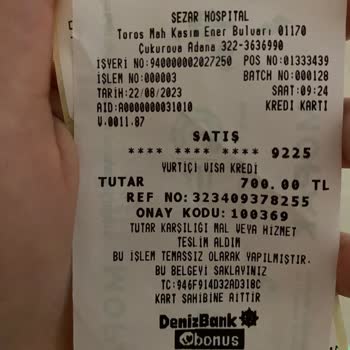 SEZAR HOSPITAL
Toros Mah Kasım Ener Bulvarı 01170
Çukurova Adana 322-3636990
İŞYERİ NO:940000002027250 POS NO:01333439
İŞLEM NO:000003 BATCH NO:000128
TARİH:22/08/2023 SAAT:09:24
AID:A0000000031010 KREDİ KARTI
V.0011.87
SATIŞ
**** **** **** 9225
YURTİÇİ VISA KREDİ
TUTAR 700.00 TL
REF NO:323409378255
ONAY KODU:100369
TUTAR KARŞILIĞI MAL VEYA HİZMET
TESLİM ALDIM
BU İŞLEM TEMASSIZ OLARAK YAPILMIŞTIR.
BU BELGEYİ SAKLAYINIZ
TC:946F914D32AD318C
KART SAHİBİNE AİTTİR
DenizBank
bonus